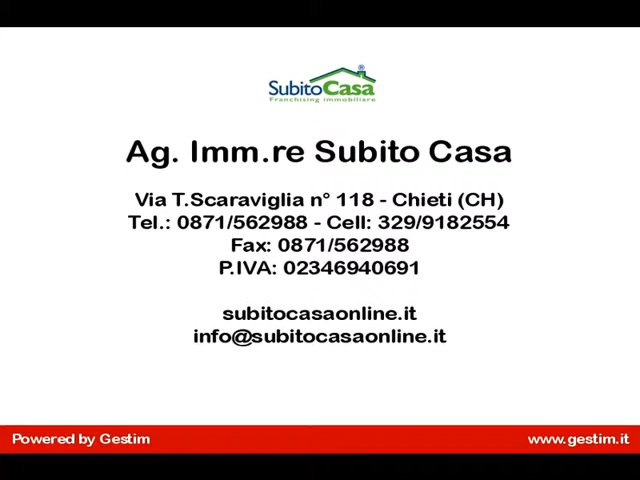 SubitoCasa
Franchising immobiliare
Ag. Imm.re Subito Casa
Via T.Scaraviglia n° 118 - Chieti (CH)
Tel.: 0871/562988 - Cell: 329/9182554
Fax: 0871/562988
P.IVA: 02346940691
subitocasaonline.it
info@subitocasaonline.it
Powered by Gestim
www.gestim.it